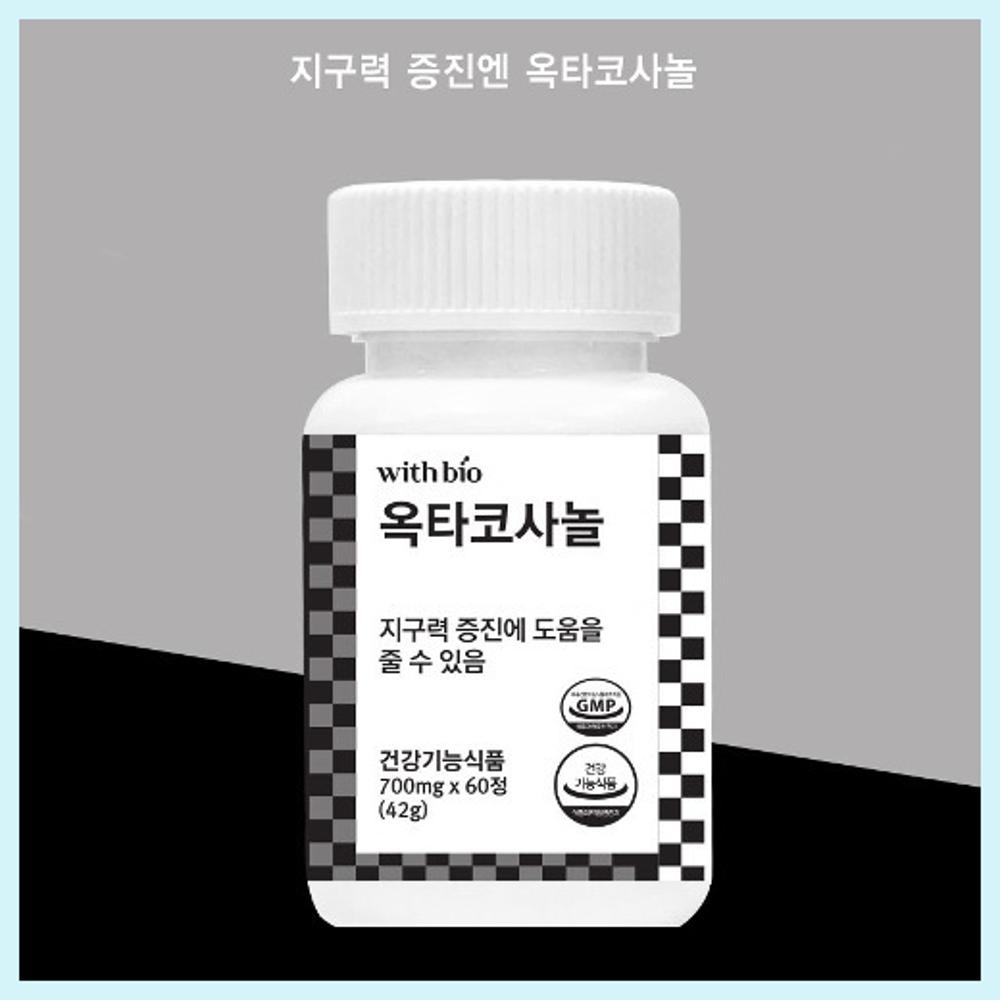 지구력 증진엔 옥타코사놀
with bio
옥타코사놀
지구력 증진에 도움을
줄 수 있음
GMP
건강기능식품
700mg x 60정
(42g)
건강
기능식품